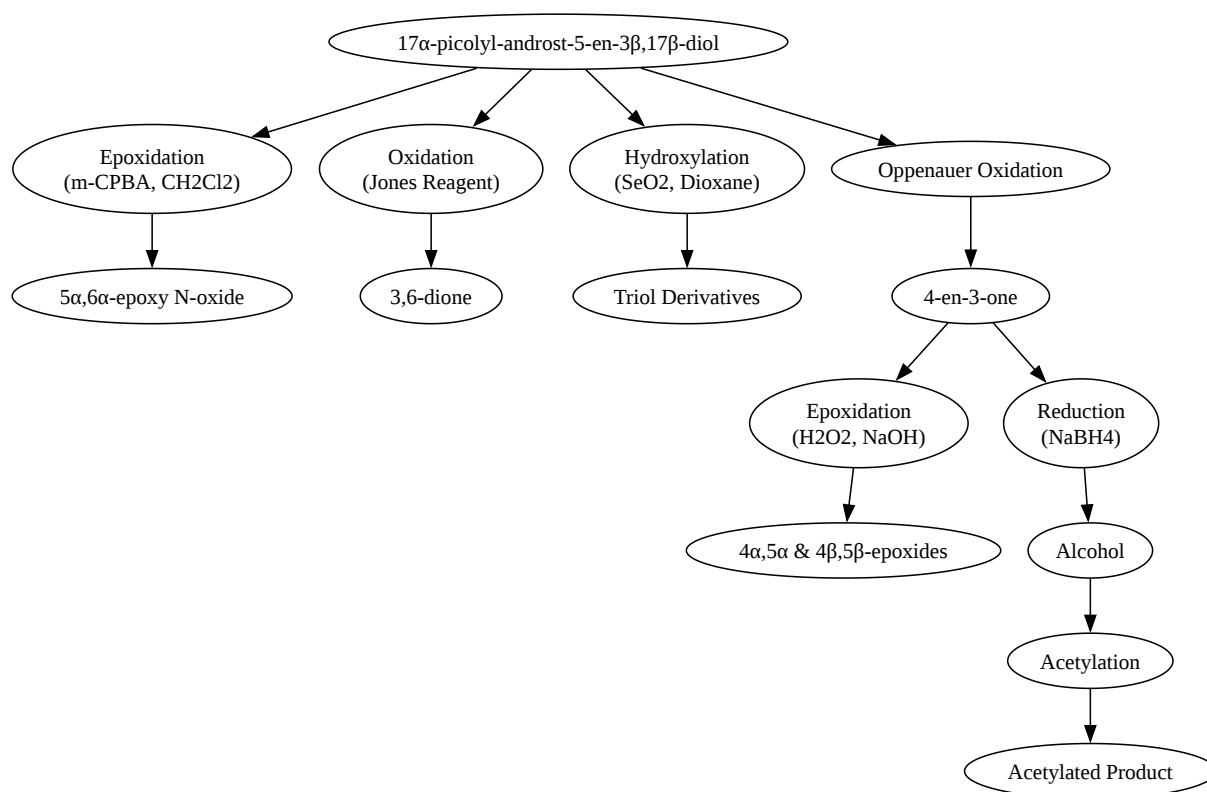 17α-picolyl-androst-5-en-3β,17β-diol
Epoxidation
(m-CPBA, CH2Cl2)
Oxidation
(Jones Reagent)
Hydroxylation
(SeO2, Dioxane)
Oppenauer Oxidation
5α,6α-epoxy N-oxide
3,6-dione
Triol Derivatives
4-en-3-one
Epoxidation
(H2O2, NaOH)
Reduction
(NaBH4)
4α,5α & 4β,5β-epoxides
Alcohol
Acetylation
Acetylated Product